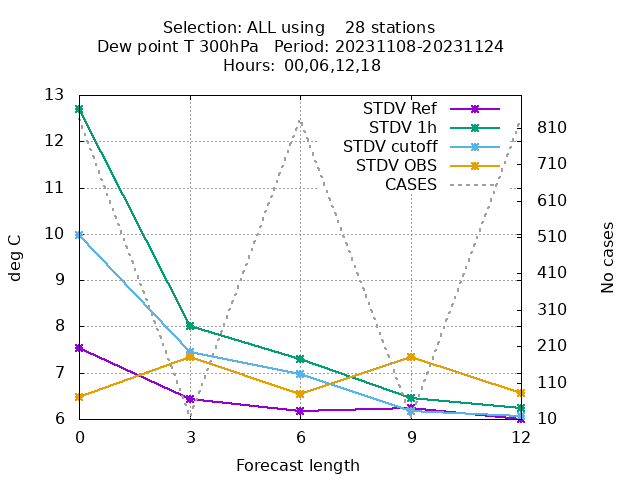 Selection: ALL using    28 stations
Dew point T 300hPa   Period: 20231108-20231124
Hours: 00,06,12,18
STDV Ref
STDV 1h
STDV cutoff
STDV OBS
CASES
13
12
11
10
9
8
7
6
deg C
810
710
610
510
410
310
210
110
10
No cases
0
3
6
9
12
Forecast length